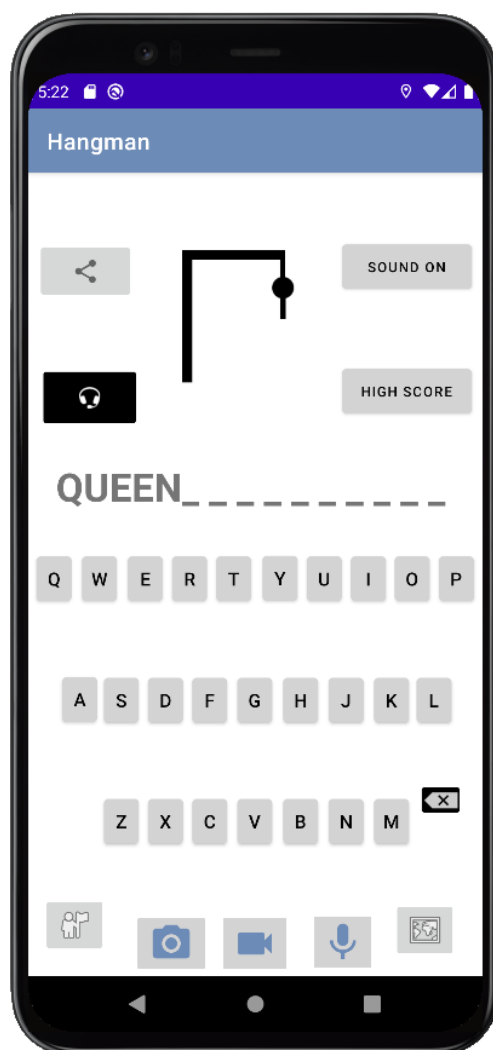 5:22
Hangman
SOUND ON
HIGH SCORE
QUEEN_ _ _ _ _ _ _ _ _ _
Q W E R T Y U I O P
A S D F G H J K L
Z X C V B N M